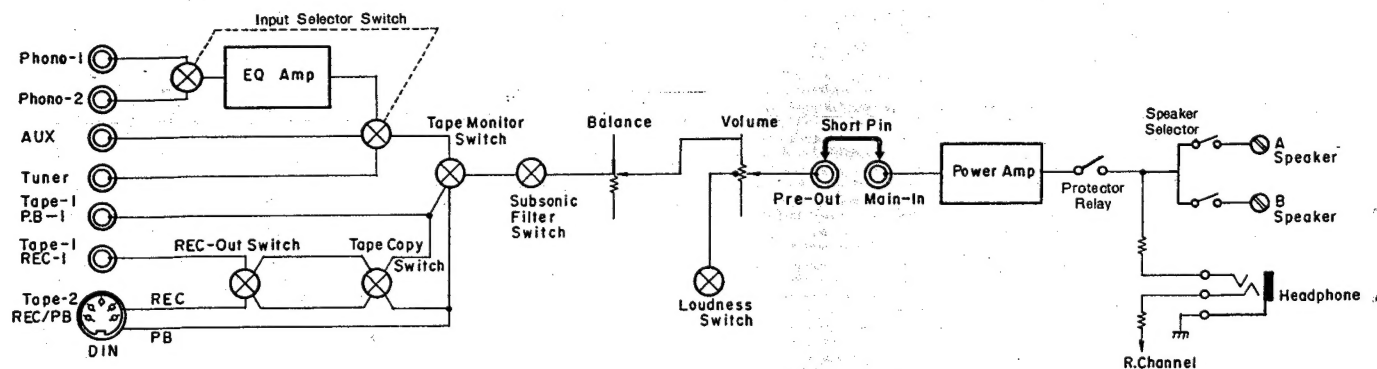 Input Selector Switch
Phono-1
EQ Amp
Phono-2
AUX
Tape Monitor
Switch
Balance
Volume
Short Pin
Speaker
Selector
A
Speaker
Tuner
Power Amp
Tape-1
P.B-1
Subsonic
Filter
Switch
Pre-Out
Main-In
Protector
Relay
B
Speaker
Tape-1
REC-1
REC-Out Switch
Tape Copy
Switch
Tape-2
REC/PB
REC
PB
DIN
Loudness
Switch
Headphone
R.Channel